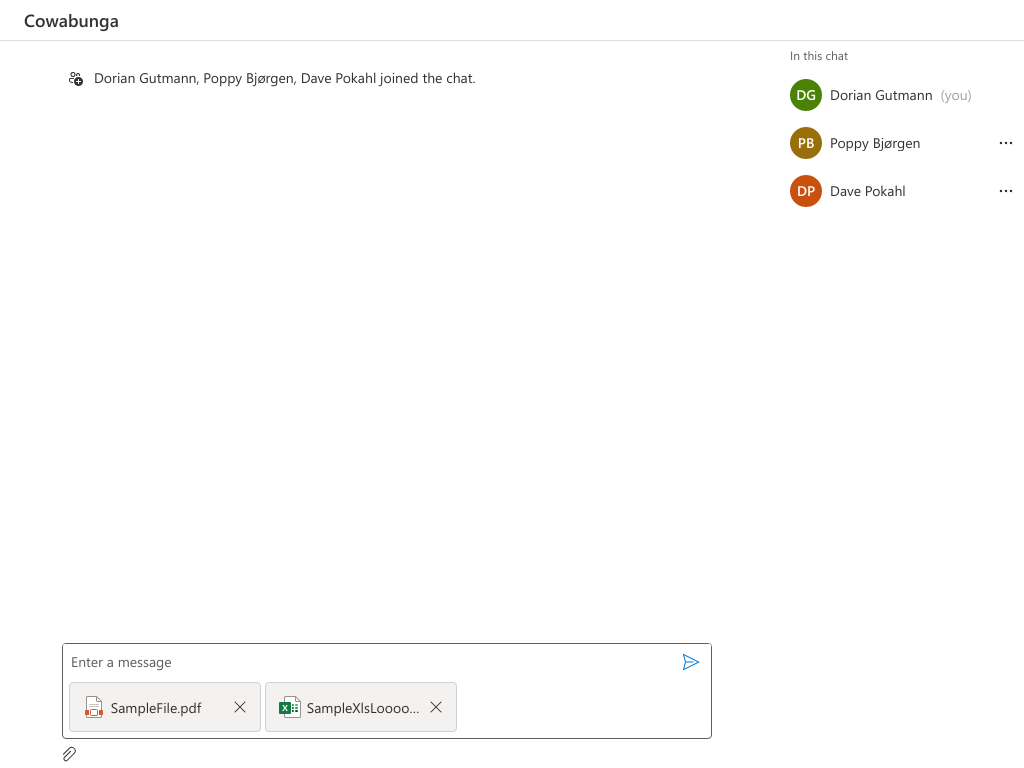 Cowabunga
In this chat
Dorian Gutmann, Poppy Bjørgen, Dave Pokahl joined the chat.
DG Dorian Gutmann (you)
PB Poppy Bjørgen
DP Dave Pokahl
Enter a message
SampleFile.pdf
X SampleXlsLoooo...